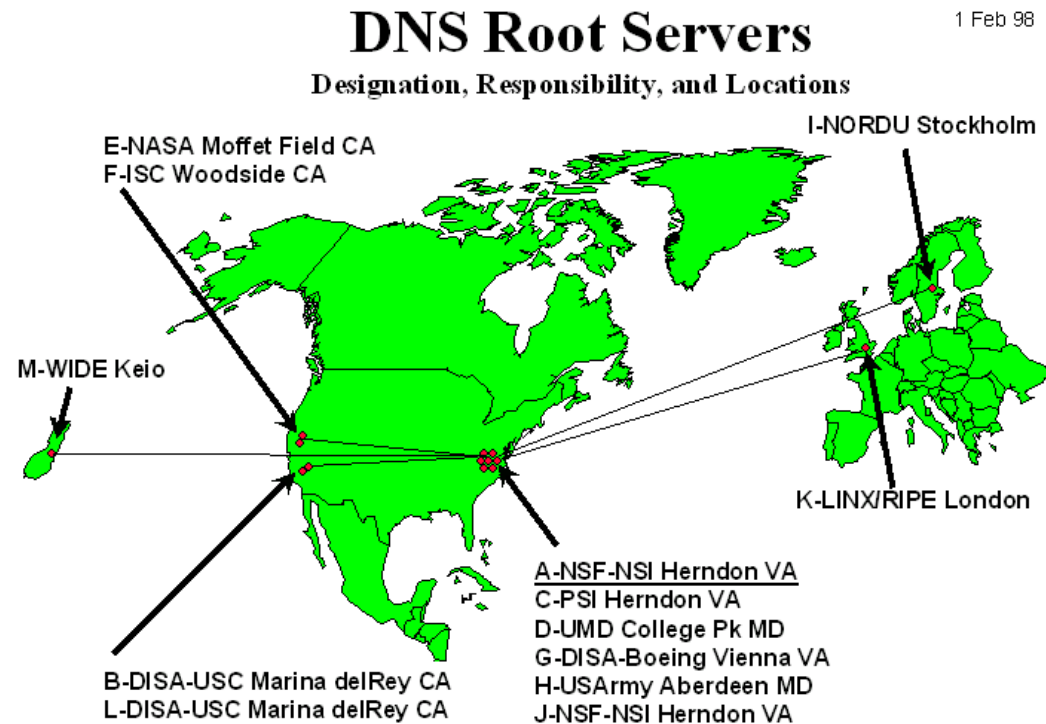 DNS Root Servers
1 Feb 98
Designation, Responsibility, and Locations
I-NORDU Stockholm
E-NASA Moffet Field CA
F-ISC Woodside CA
M-WIDE Keio
K-LINX/RIPE London
A-NSF-NSI Herndon VA
C-PSI Herndon VA
D-UMD College Pk MD
G-DISA-Boeing Vienna VA
H-USArmy Aberdeen MD
J-NSF-NSI Herndon VA
B-DISA-USC Marina delRey CA
L-DISA-USC Marina delRey CA